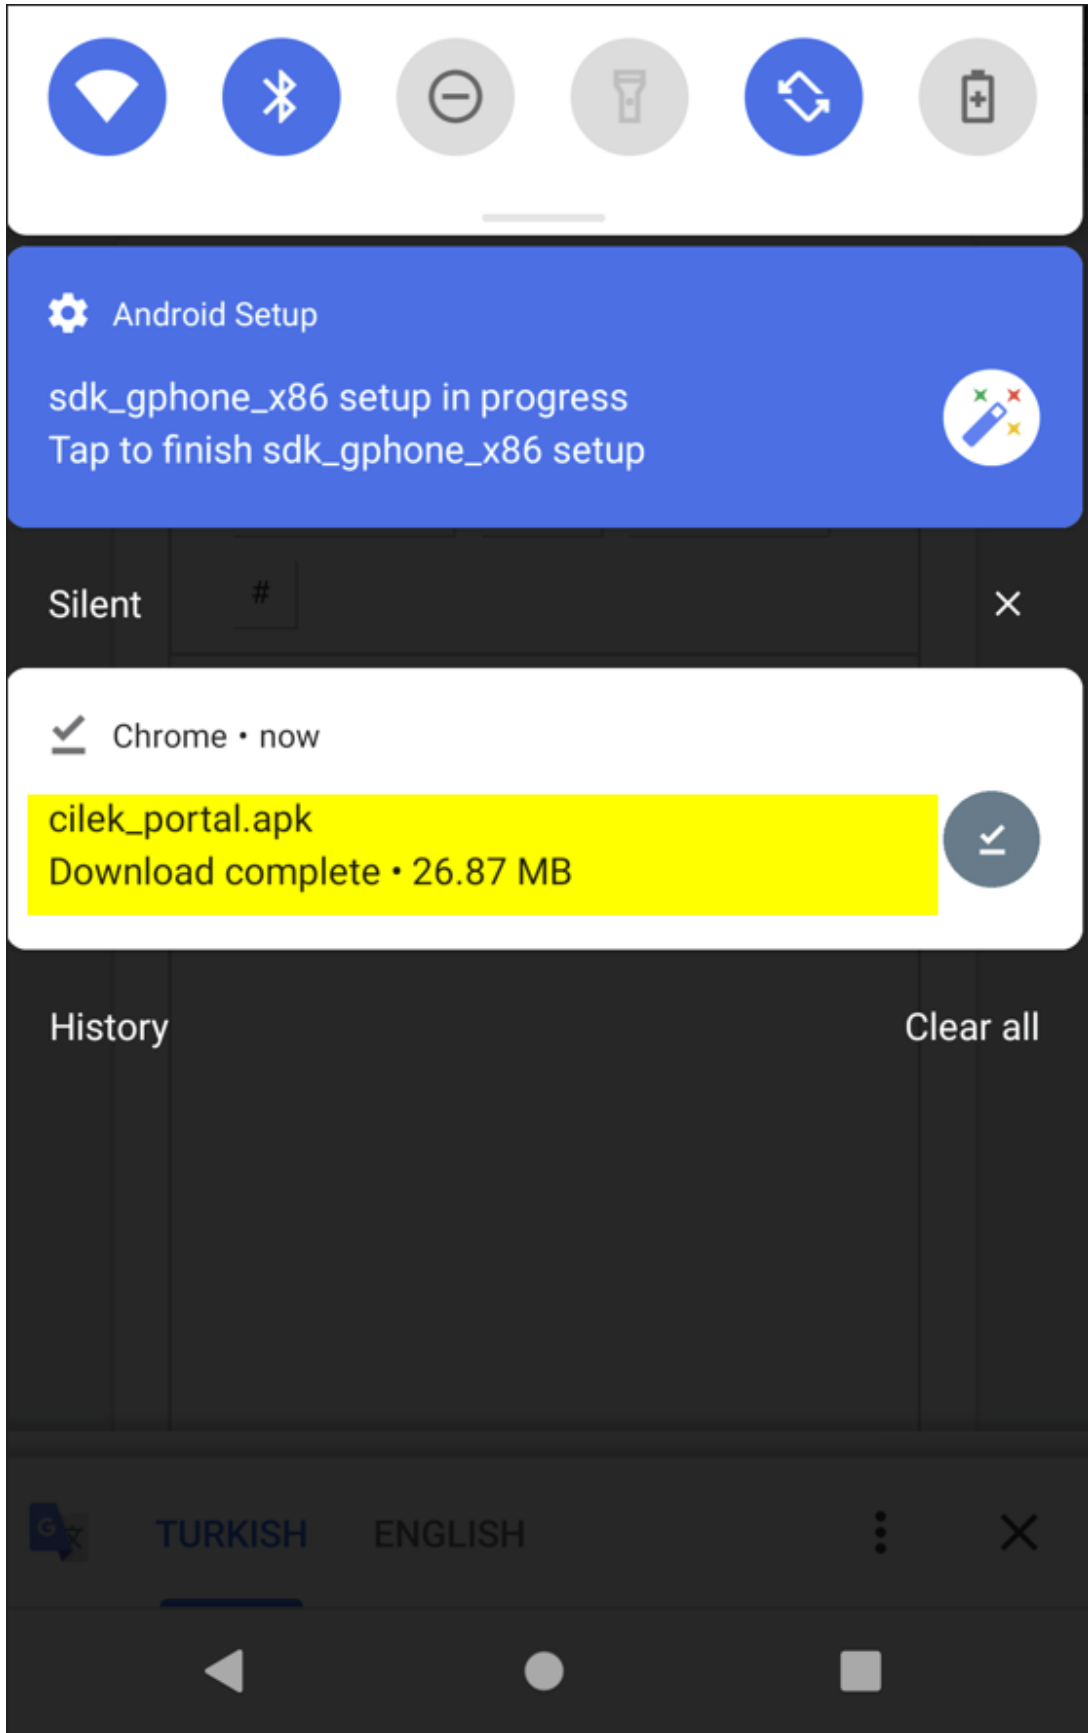 Android Setup
sdk_gphone_x86 setup in progress
Tap to finish sdk_gphone_x86 setup
Silent
#
Chrome • now
cilek_portal.apk
Download complete • 26.87 MB
History
Clear all
G 文
TURKISH
ENGLISH